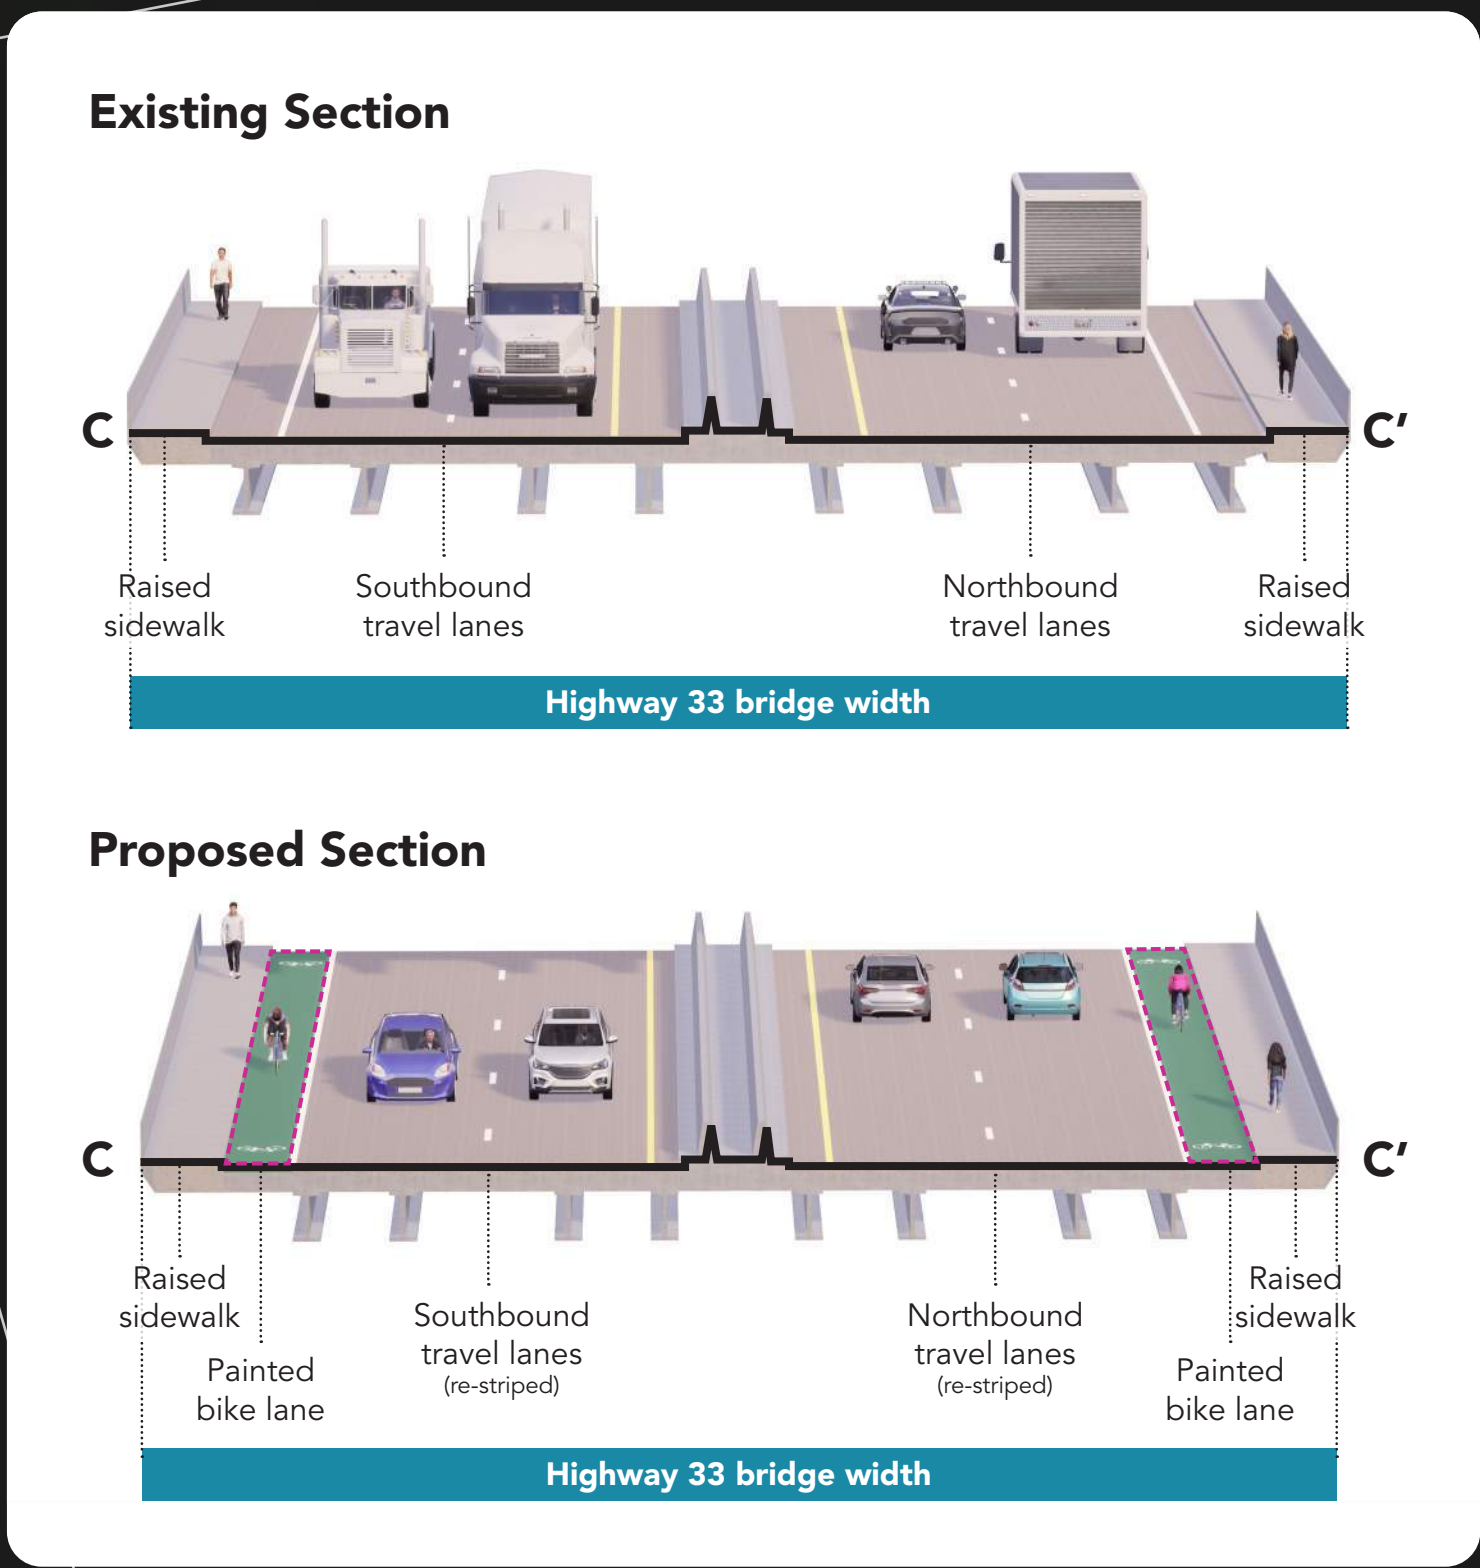 Existing Section
C
C′
Raised
sidewalk
Southbound
travel lanes
Northbound
travel lanes
Raised
sidewalk
Highway 33 bridge width
Proposed Section
C
C′
Raised
sidewalk
Painted
bike lane
Southbound
travel lanes
(re-striped)
Northbound
travel lanes
(re-striped)
Raised
sidewalk
Painted
bike lane
Highway 33 bridge width